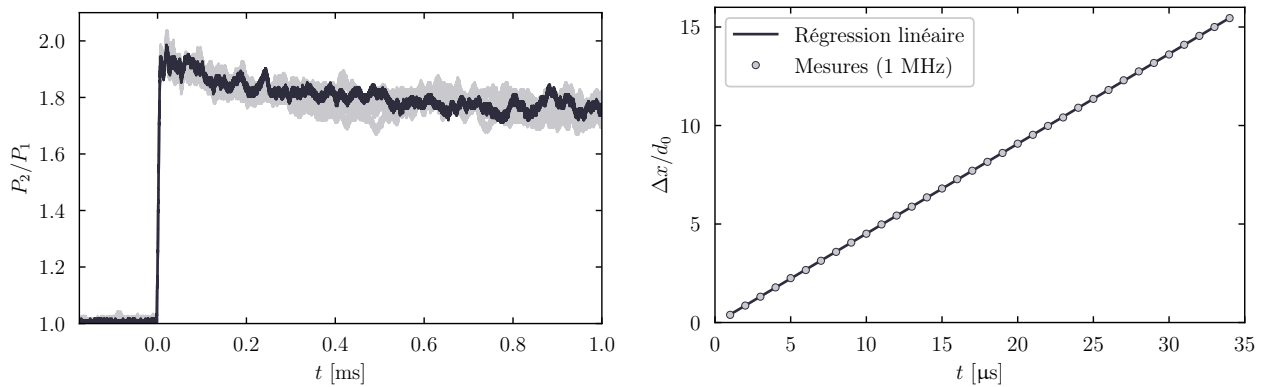 2.0
1.8
1.6
1.4
1.2
1.0
P2/P1
0.0 0.2 0.4 0.6 0.8 1.0
t [ms]
15
10
5
0
Δx/d0
Régression linéaire
Mesures (1 MHz)
0 5 10 15 20 25 30 35
t [µs]